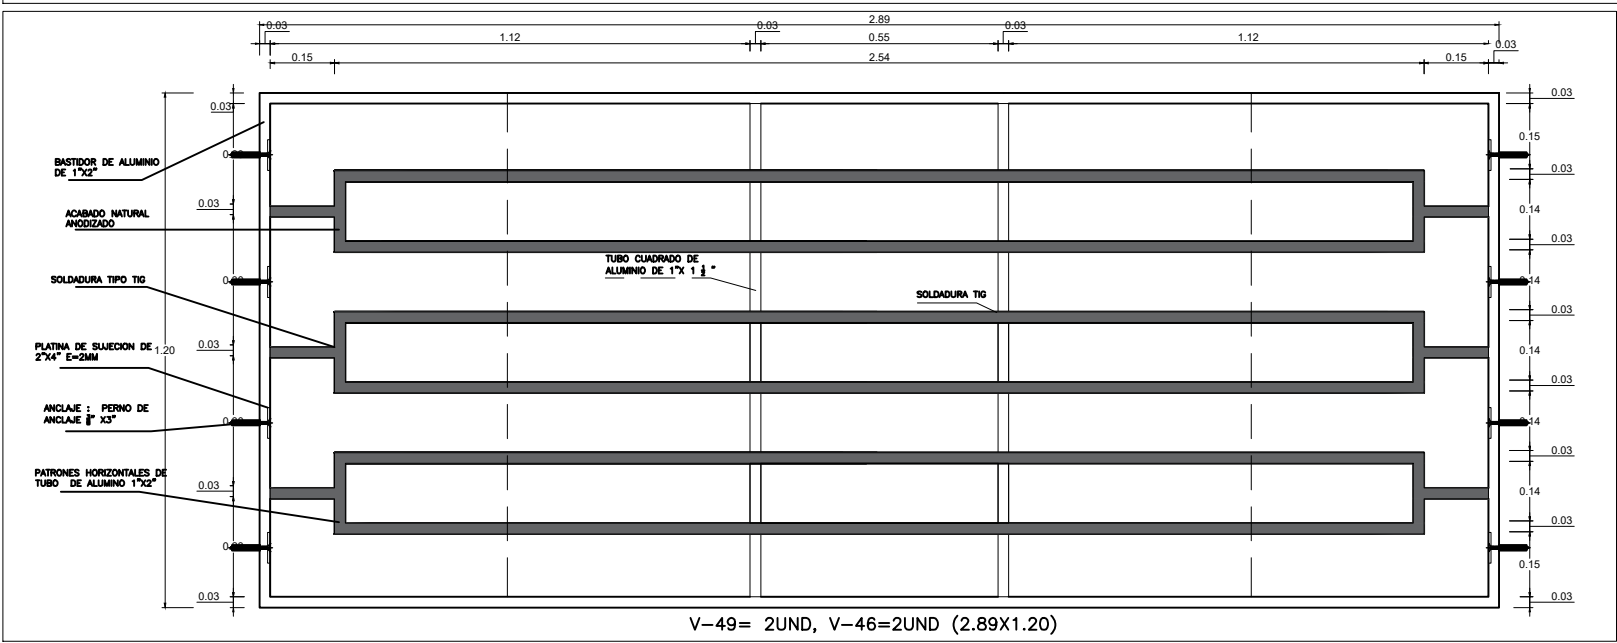 2.89
0.03
0.03
0.03
1.12
0.55
1.12
0.03
0.15
2.54
0.15
0.03
0.03
0.15
BASTIDOR DE ALUMINIO
DE 1"X2"
0.03
ACABADO NATURAL
ANODIZADO
0.03
0.14
0.03
TUBO CUADRADO DE
ALUMINIO DE 1"X 1 ½ "
SOLDADURA TIPO TIG
0.14
SOLDADURA TIG
0.03
PLATINA DE SUJECION DE
2"X4" E=2MM
1.20
0.03
0.14
0.03
ANCLAJE : PERNO DE
ANCLAJE " X3"
0.14
0.03
PATRONES HORIZONTALES DE
TUBO DE ALUMINO 1"X2"
0.03
0.14
0.03
0.15
0.03
0.03
V-49= 2UND, V-46=2UND (2.89X1.20)